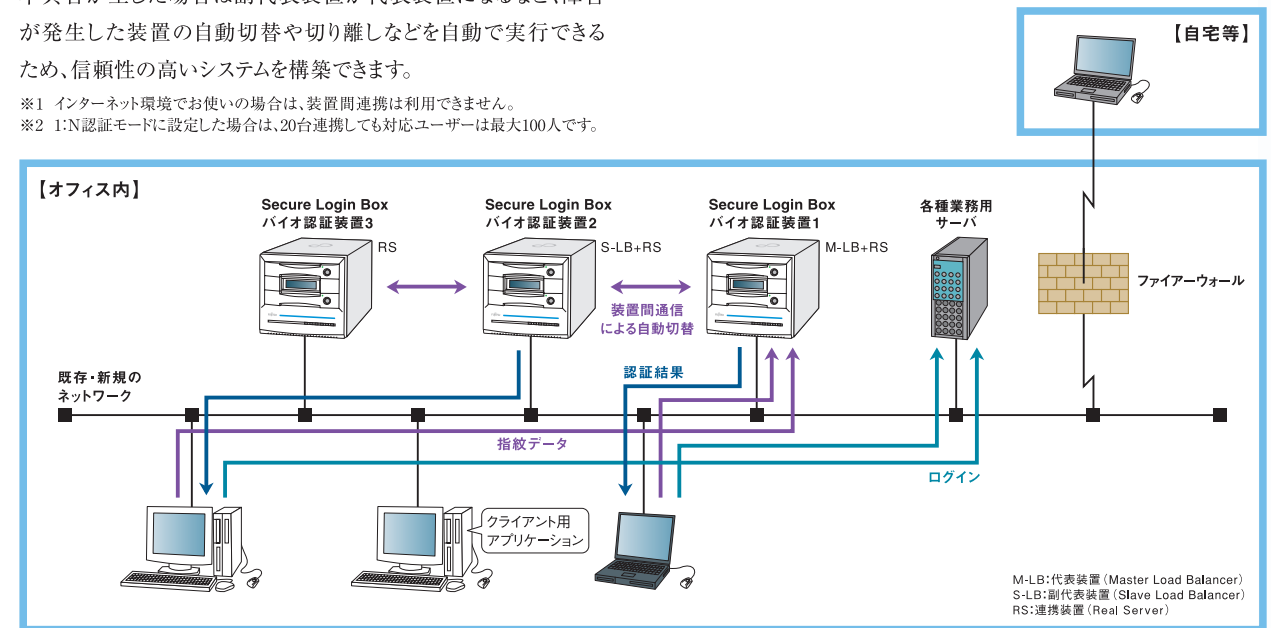 が発生した装置の自動切替や切り離しなどを自動で実行できる
ため、信頼性の高いシステムを構築できます。
※1 インターネット環境でお使いの場合は、装置間連携は利用できません。
※2 1:N認証モードに設定した場合は、20台連携しても対応ユーザーは最大100人です。
【自宅等】
【オフィス内】
Secure Login Box
バイオ認証装置3
RS
Secure Login Box
バイオ認証装置2
S-LB+RS
Secure Login Box
バイオ認証装置1
M-LB+RS
各種業務用
サーバ
ファイアーウォール
装置間通信
による自動切替
認証結果
既存・新規の
ネットワーク
指紋データ
ログイン
クライアント用
アプリケーション
M-LB:代表装置(Master Load Balancer)
S-LB:副代表装置(Slave Load Balancer)
RS:連携装置(Real Server)